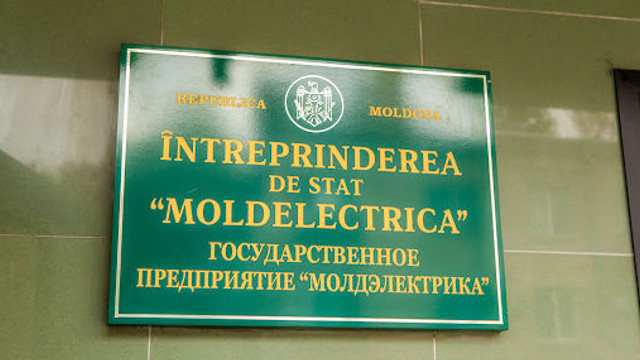 REPUBLICA MOLDOVA
ÎNTREPRINDEREA
DE STAT
“MOLDELECTRICA”
ГОСУДАРСТВЕННОЕ
ПРЕДПРИЯТИЕ “МОЛДЭЛЕКТРИКА”